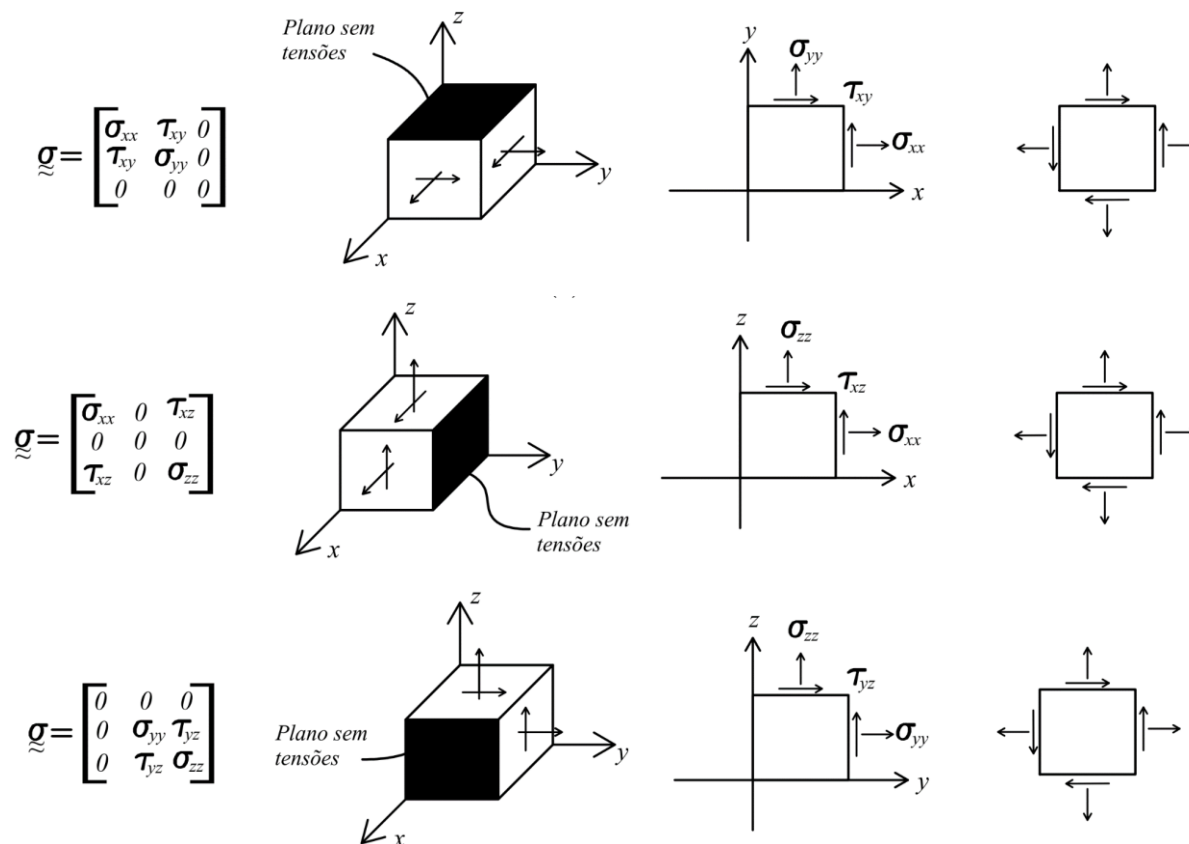 z
Plano sem
tensões
y
x
σ = [σxx τxy 0
τxy σyy 0
0 0 0]
y
σyy
τxy
σxx
x
z
y
x
Plano sem
tensões
σ = [σxx 0 τxz
0 0 0
τxz 0 σzz]
z
σzz
τxz
σxx
x
z
Plano sem
tensões
y
x
σ = [0 0 0
0 σyy τyz
0 τyz σzz]
z
σzz
τyz
σyy
y